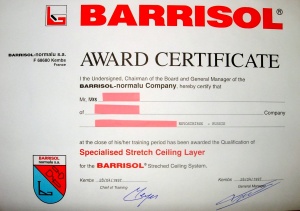 BARRISOL®
BARRISOL-normalu s.a.
F 68680 Kembs
France
AWARD CERTIFICATE
I the Undersigned, Chairman of the Board and General Manager of the
BARRISOL-normalu Company, hereby certify that
Mr, Mrs
of
Company
at the close of his/her training period has been awarded the Qualification of
Specialised Stretch Ceiling Layer
for the BARRISOL® Streched Ceiling System.
Kembs
Chief of Training
Kembs
General Manager
BARRISOL